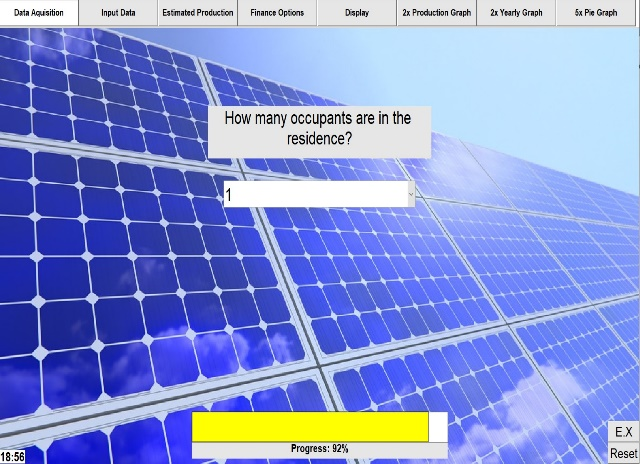 Data Aquisition
Input Data
Estimated Production
Finance Options
Display
2x Production Graph
2x Yearly Graph
5x Pie Graph
How many occupants are in the
residence?
1
Progress: 92%
E.X
Reset
18:56